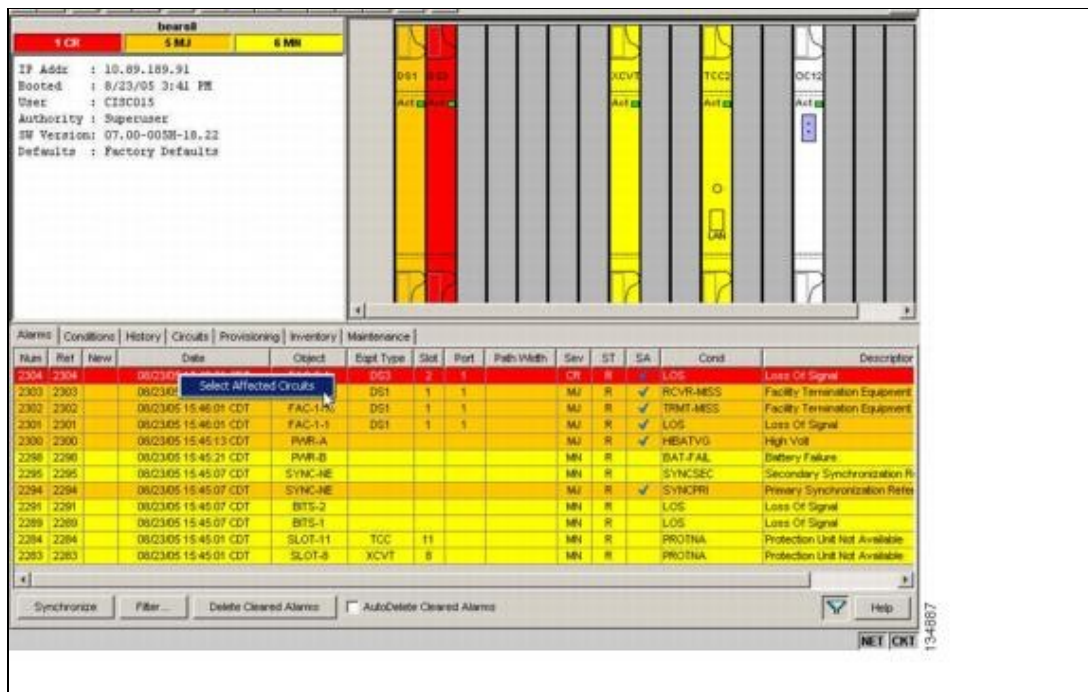 bearsll
1 CR 5 MJ 6 MN
IP Addr : 10.89.189.91
Booted : 8/23/05 3:41 PM
User : CISCO15
Authority : Superuser
SW Version: 07.00-005H-18.22
Defaults : Factory Defaults
DS1 DS3 XCVT TCC2 OC12
Act Act Act Act Act
LAN
Alarms Conditions History Circuits Provisioning Inventory Maintenance
Num Ref New Date Object Eqpt Type Slot Port Path Width Sev ST SA Cond Description
2304 2304 DS3 2 1 CR R ✓ LOS Loss Of Signal
Select Affected Circuits
2303 2303 08/23/05 DS1 1 1 MJ R ✓ RCVR-MISS Facility Termination Equipment
2302 2302 08/23/05 15:46:01 CDT DS1 1 1 MJ R ✓ TRMT-MISS Facility Termination Equipment
2301 2301 08/23/05 15:46:01 CDT FAC-1-1 DS1 1 1 MJ R ✓ LOS Loss Of Signal
2300 2300 08/23/05 15:45:13 CDT PWR-A MJ R ✓ HIBATVG High Volt
2298 2298 08/23/05 15:45:21 CDT PWR-B MN R BAT-FAIL Battery Failure
2295 2295 08/23/05 15:45:07 CDT SYNC-NE MN R SYNCSEC Secondary Synchronization R
2294 2294 08/23/05 15:45:07 CDT SYNC-NE MJ R ✓ SYNCPRI Primary Synchronization Refe
2291 2291 08/23/05 15:45:07 CDT BITS-2 MN R LOS Loss Of Signal
2289 2289 08/23/05 15:45:07 CDT BITS-1 MN R LOS Loss Of Signal
2284 2284 08/23/05 15:45:01 CDT SLOT-11 TCC 11 MN R PROTNA Protection Unit Not Available
2283 2283 08/23/05 15:45:01 CDT SLOT-8 XCVT 8 MN R PROTNA Protection Unit Not Available
Synchronize Filter... Delete Cleared Alarms AutoDelete Cleared Alarms Help
NET CKT
134887